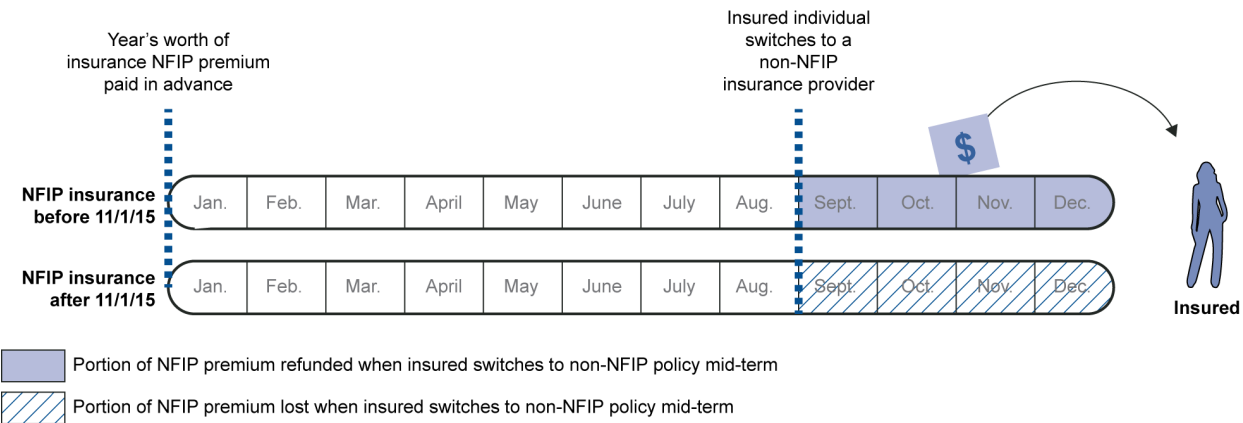 Year’s worth of
insurance NFIP premium
paid in advance
Insured individual
switches to a
non-NFIP
insurance provider
$
NFIP insurance
before 11/1/15
Jan. Feb. Mar. April May June July Aug. Sept. Oct. Nov. Dec.
NFIP insurance
after 11/1/15
Jan. Feb. Mar. April May June July Aug. Sept. Oct. Nov. Dec.
Insured
Portion of NFIP premium refunded when insured switches to non-NFIP policy mid-term
Portion of NFIP premium lost when insured switches to non-NFIP policy mid-term